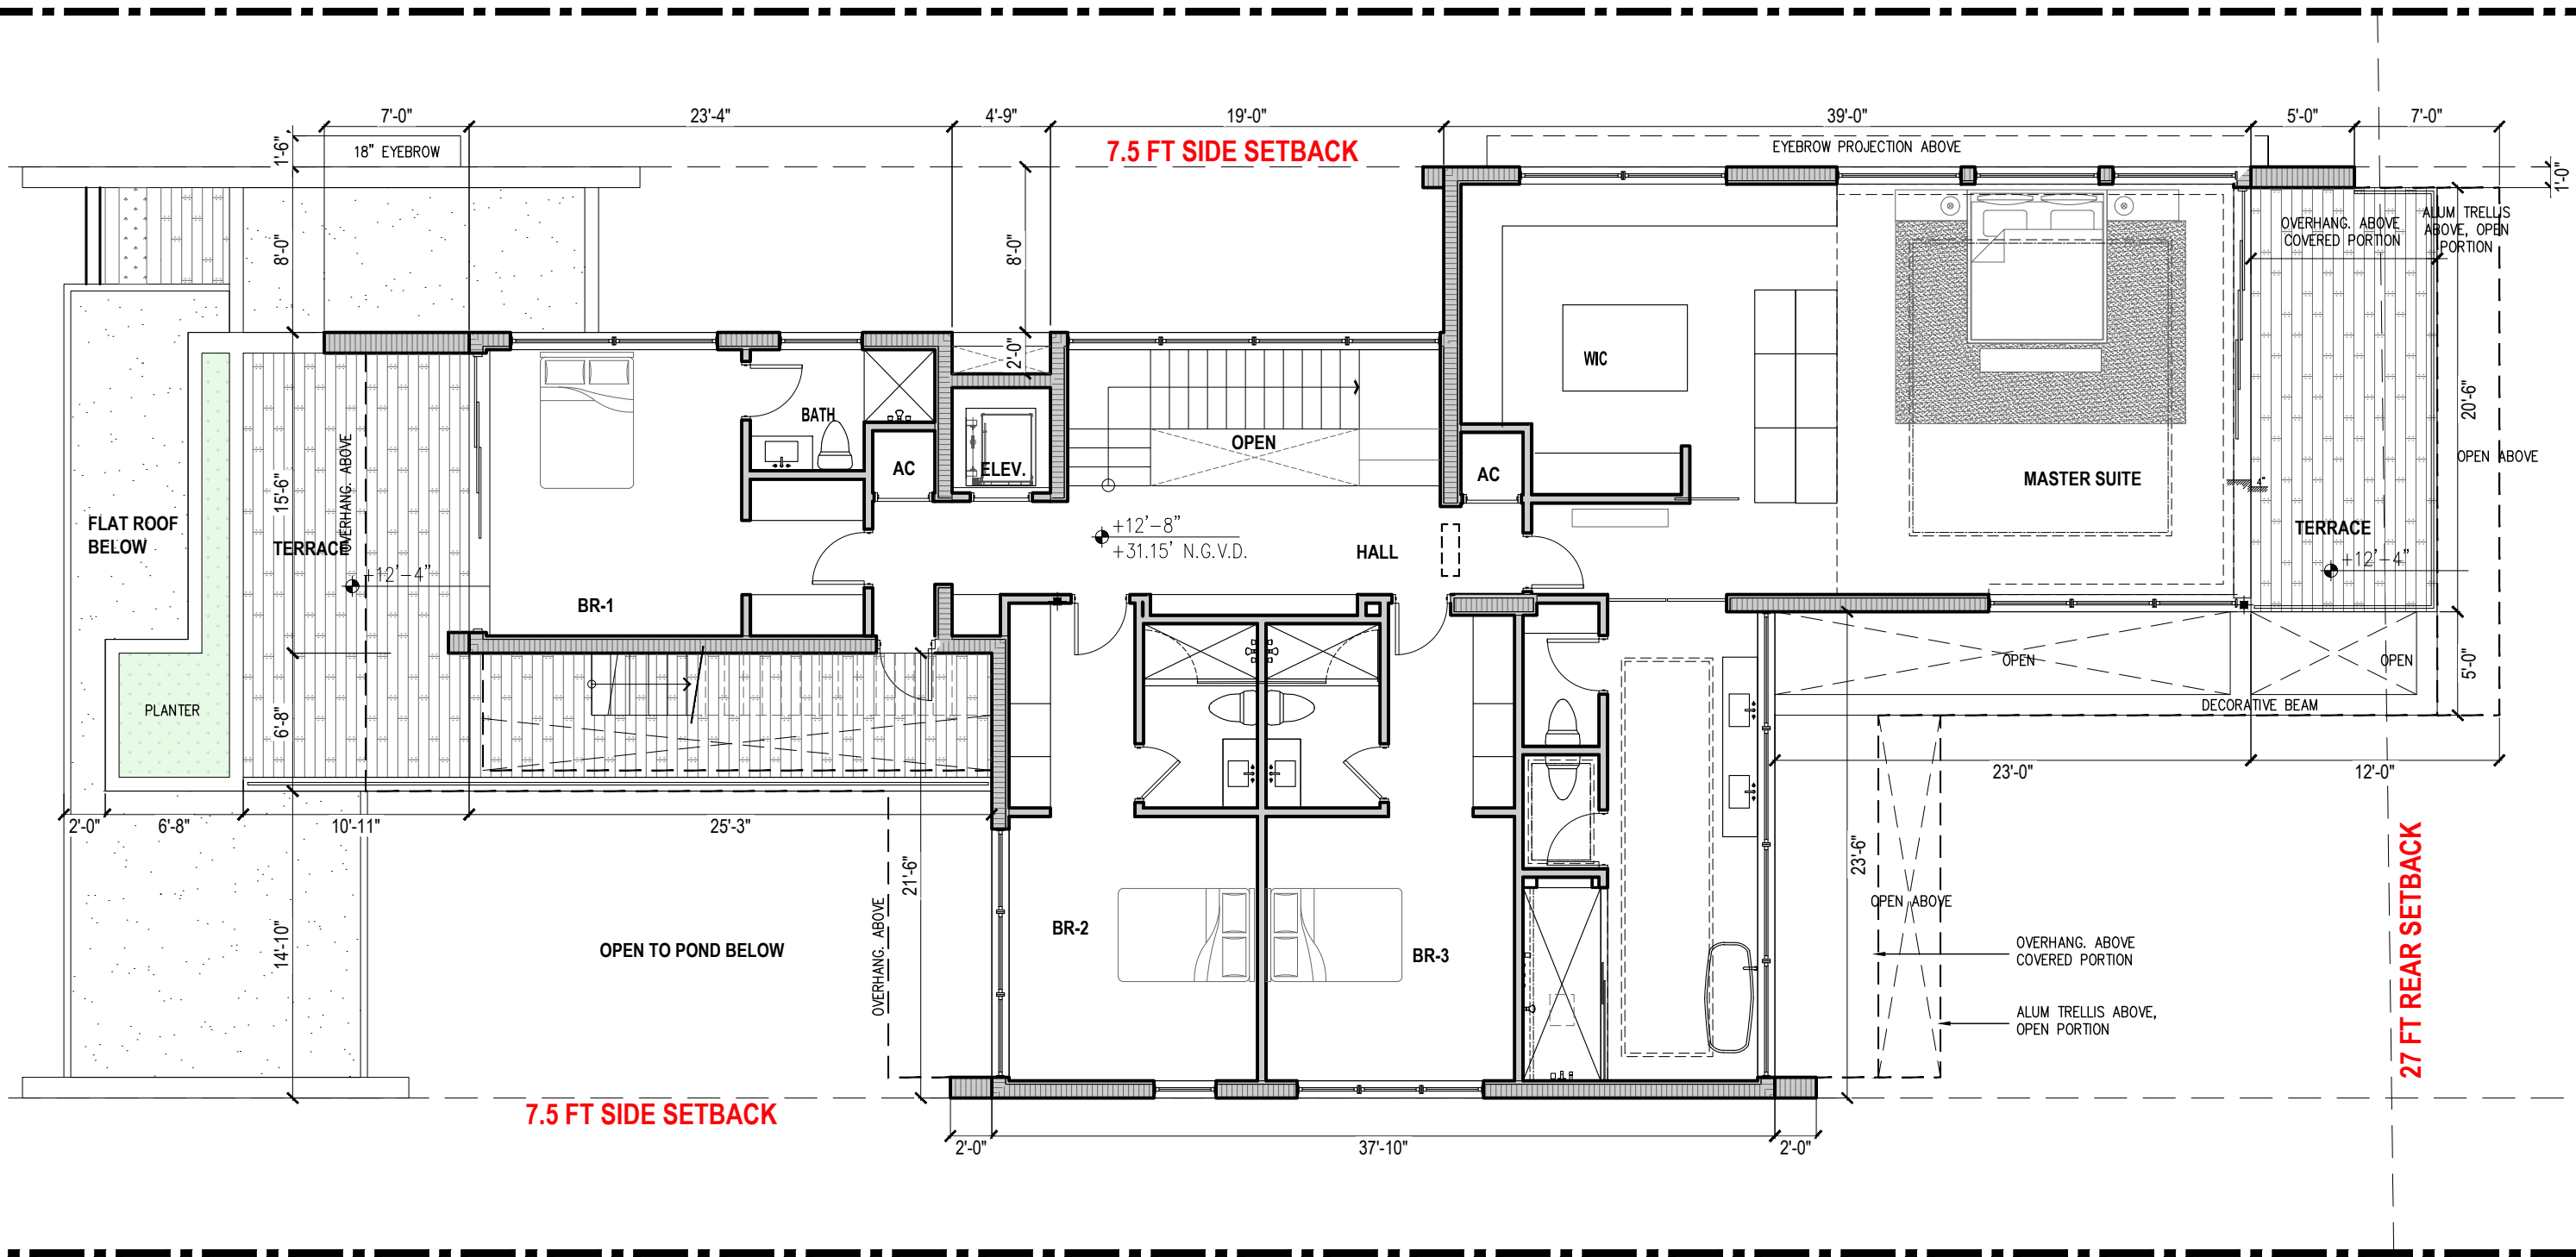 7'-0"
23'-4"
4'-9"
19'-0"
39'-0"
5'-0"
7'-0"
1'-6"
18" EYEBROW
7.5 FT SIDE SETBACK
EYEBROW PROJECTION ABOVE
1'-0"
8'-0"
8'-0"
OVERHANG. ABOVE
COVERED PORTION
ALUM TRELLIS
ABOVE, OPEN
PORTION
2'-0"
WIC
BATH
OPEN
20'-6"
AC
ELEV.
AC
MASTER SUITE
OPEN ABOVE
4"
15'-6"
OVERHANG. ABOVE
FLAT ROOF
BELOW
TERRACE
+12'-8"
+31.15' N.G.V.D.
HALL
TERRACE
+12'-4"
+12'-4"
BR-1
OPEN
OPEN
5'-0"
PLANTER
6'-8"
DECORATIVE BEAM
23'-0"
12'-0"
2'-0"
6'-8"
10'-11"
25'-3"
21'-6"
23'-6"
OVERHANG. ABOVE
14'-10"
OPEN TO POND BELOW
BR-2
BR-3
OPEN ABOVE
OVERHANG. ABOVE
COVERED PORTION
ALUM TRELLIS ABOVE,
OPEN PORTION
27 FT REAR SETBACK
7.5 FT SIDE SETBACK
2'-0"
37'-10"
2'-0"